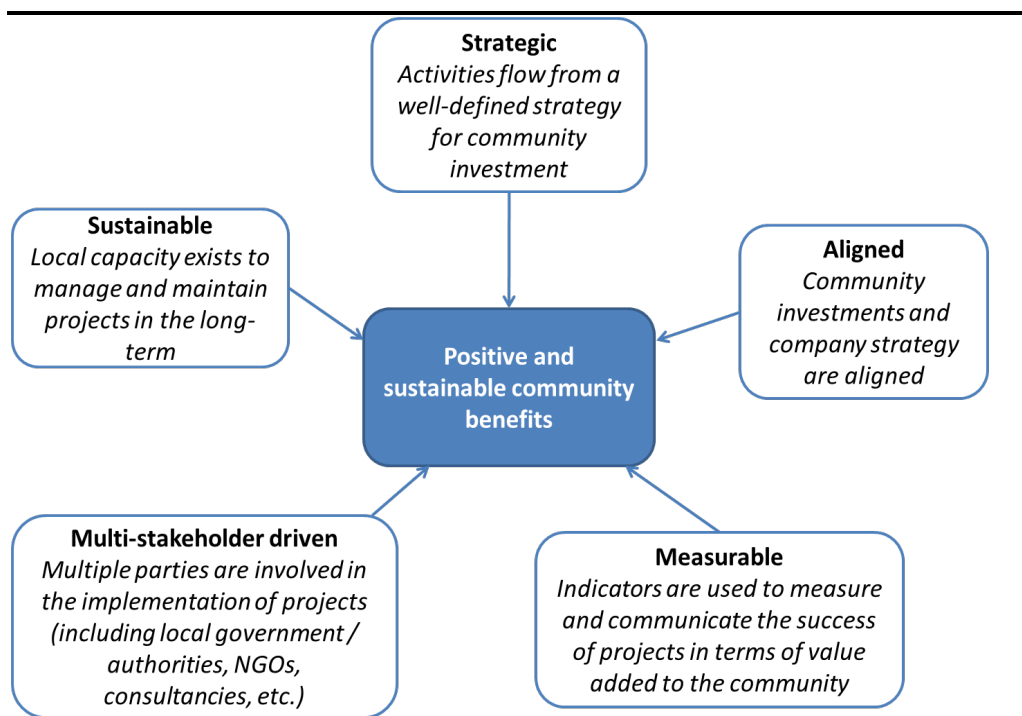 Strategic
Activities flow from a
well-defined strategy
for community
investment
Sustainable
Local capacity exists to
manage and maintain
projects in the long-
term
Aligned
Community
investments and
company strategy
are aligned
Positive and
sustainable community
benefits
Multi-stakeholder driven
Multiple parties are involved in
the implementation of projects
(including local government /
authorities, NGOs,
consultancies, etc.)
Measurable
Indicators are used to measure
and communicate the success
of projects in terms of value
added to the community